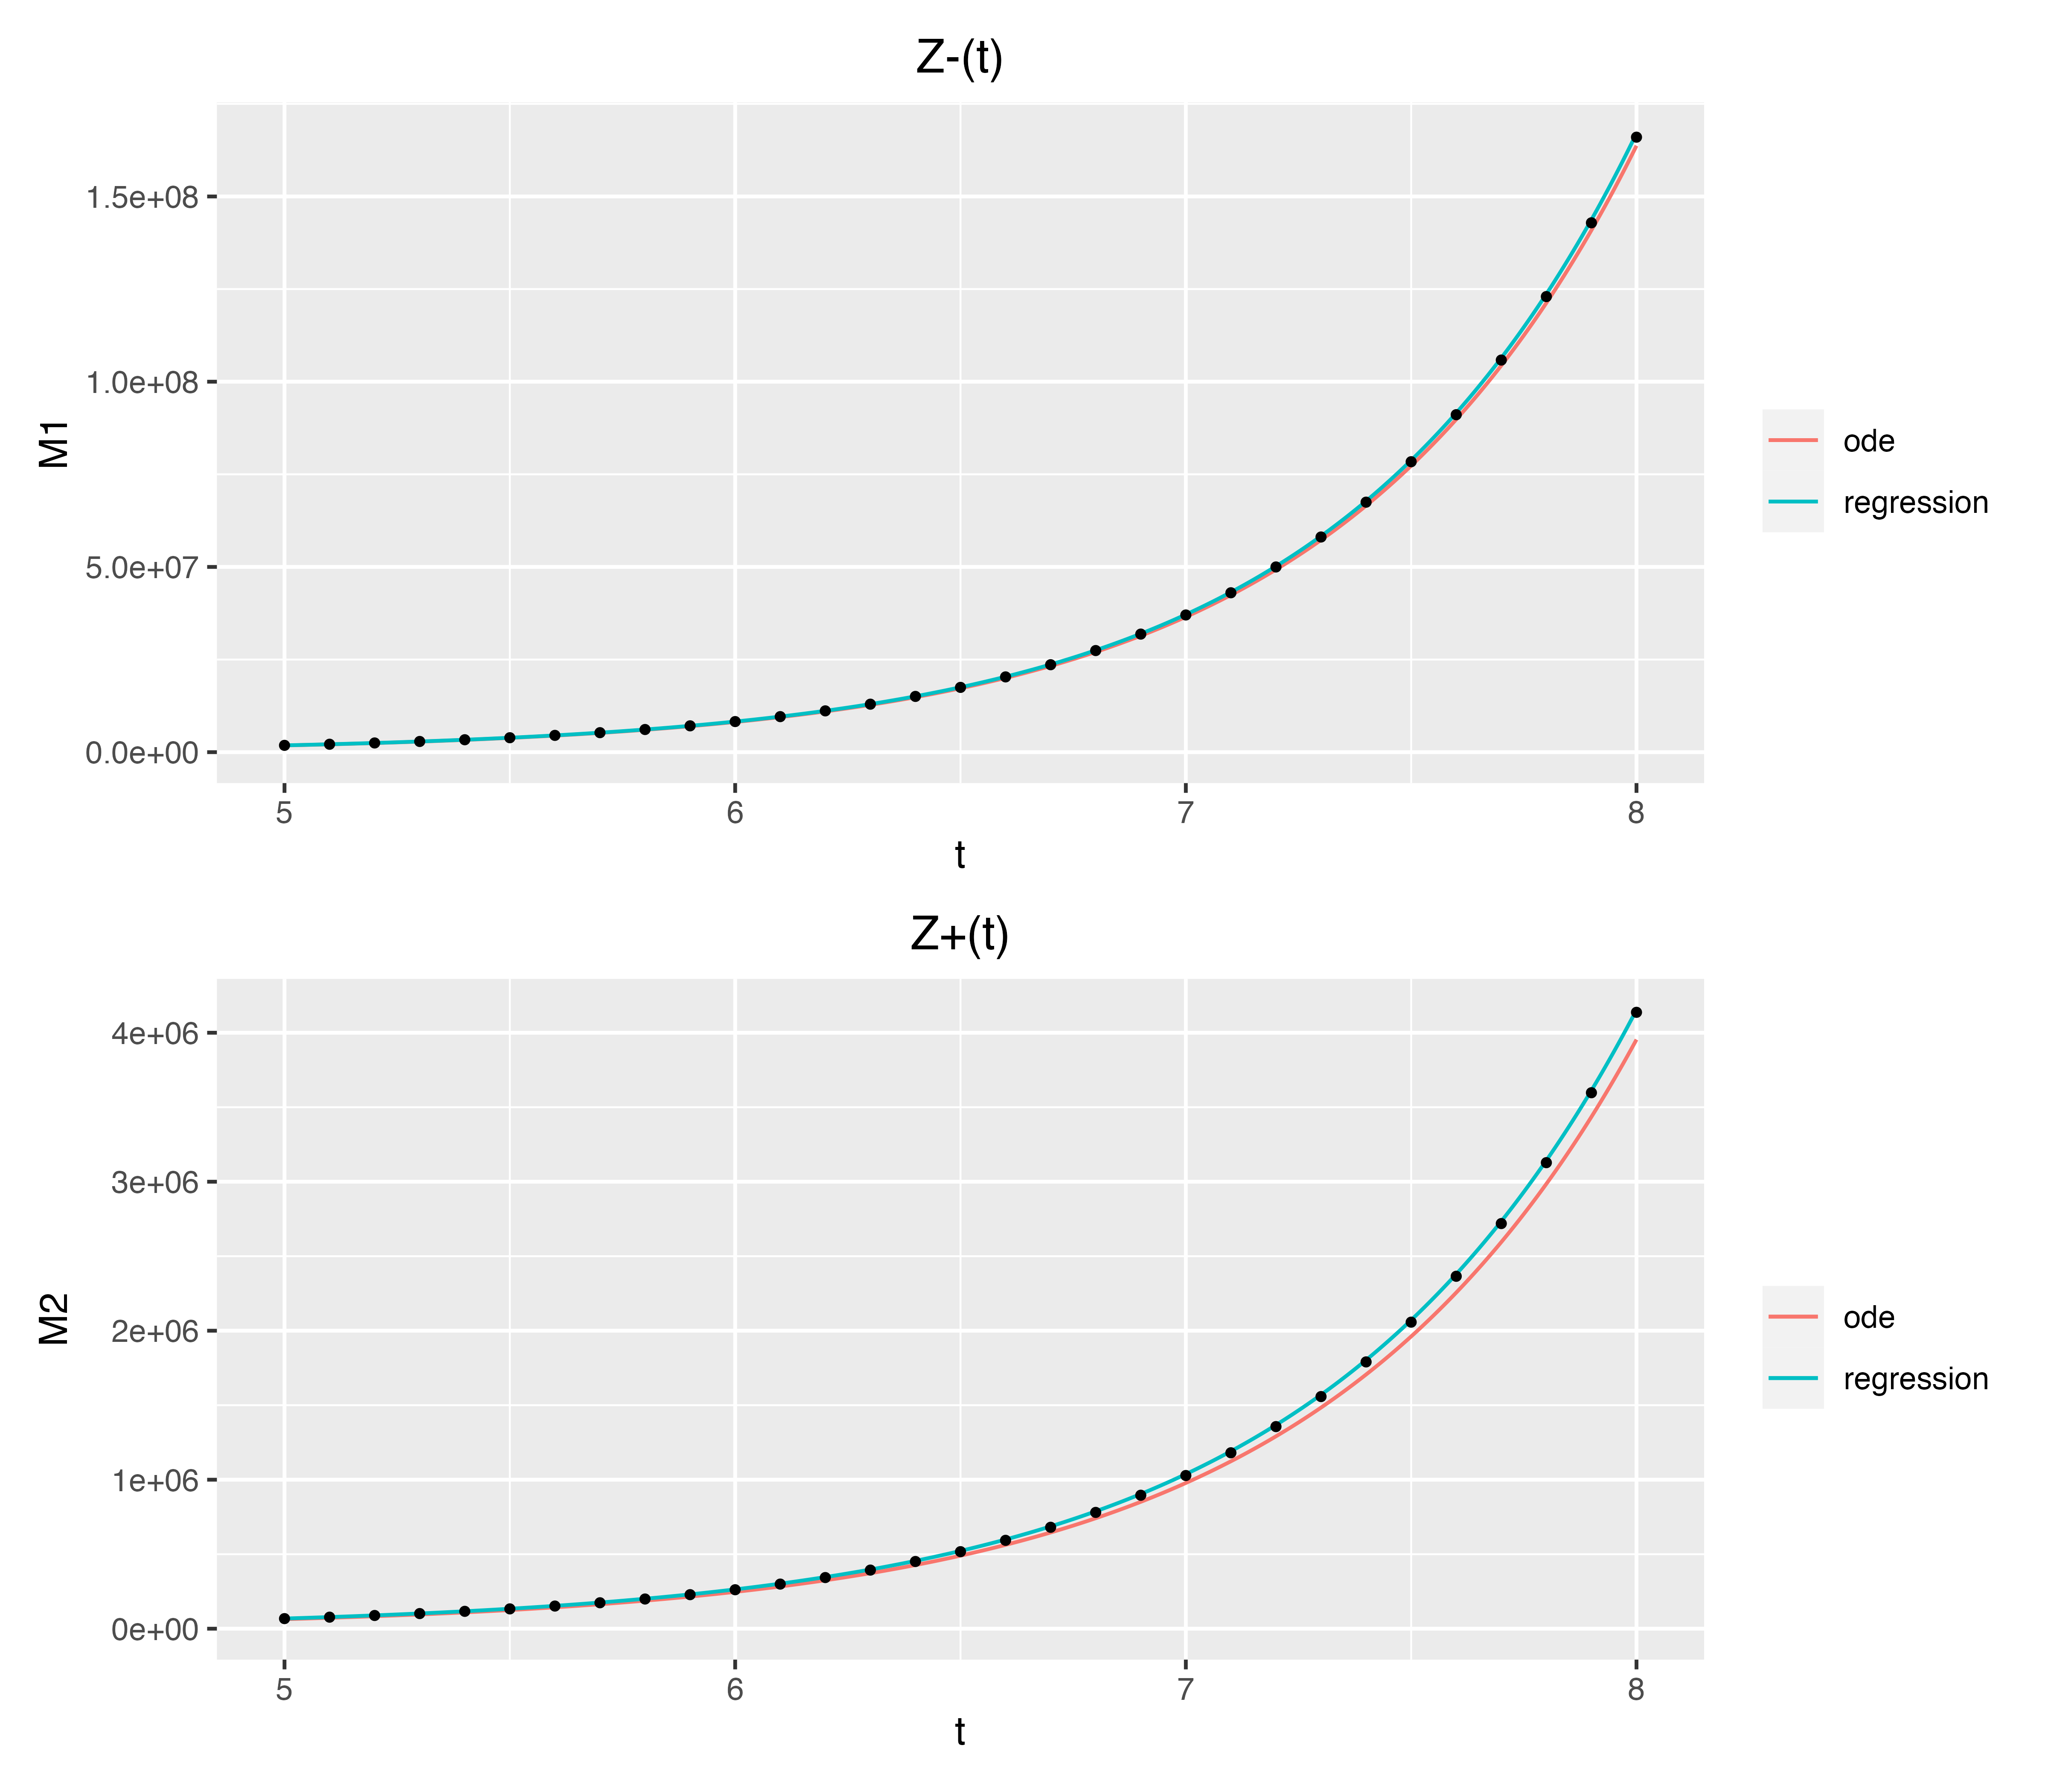 Z-(t)
M1
1.5e+08
1.0e+08
5.0e+07
0.0e+00
5 6 7 8
t
ode
regression
Z+(t)
M2
4e+06
3e+06
2e+06
1e+06
0e+00
5 6 7 8
t
ode
regression